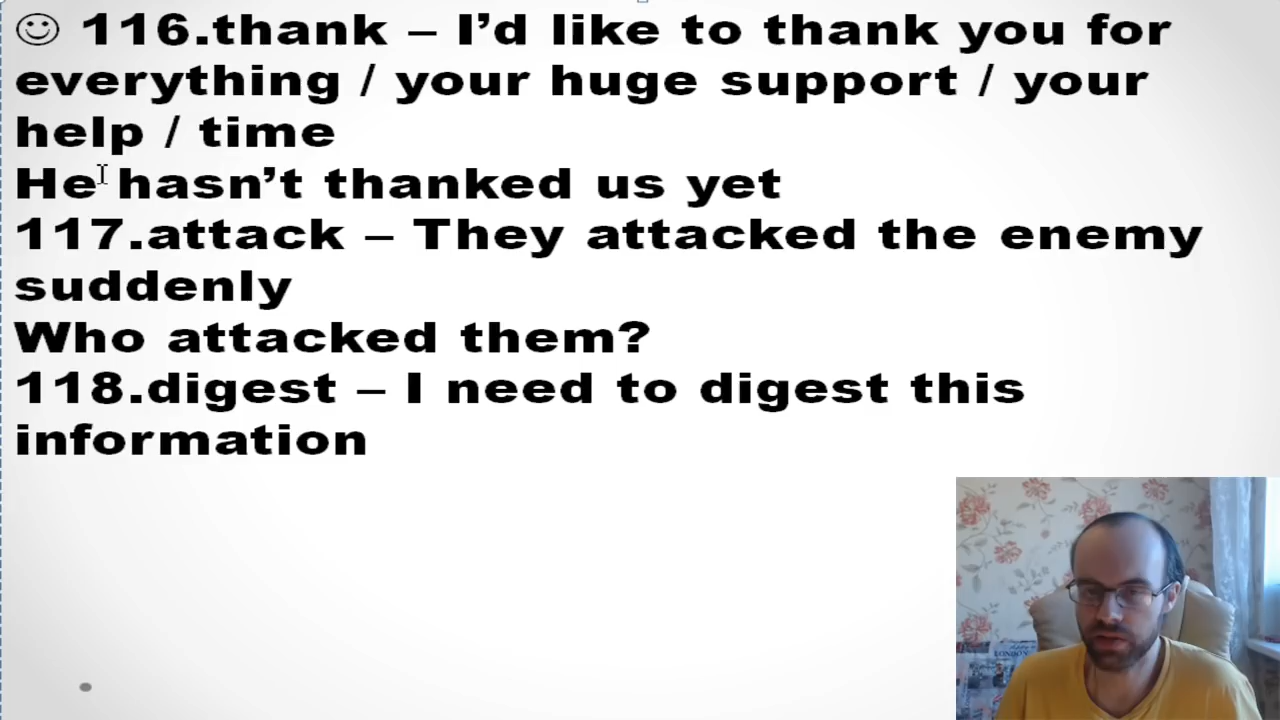 ☺ 116.thank – I’d like to thank you for
everything / your huge support / your
help / time
He hasn’t thanked us yet
117.attack – They attacked the enemy
suddenly
Who attacked them?
118.digest – I need to digest this
information
LONDON